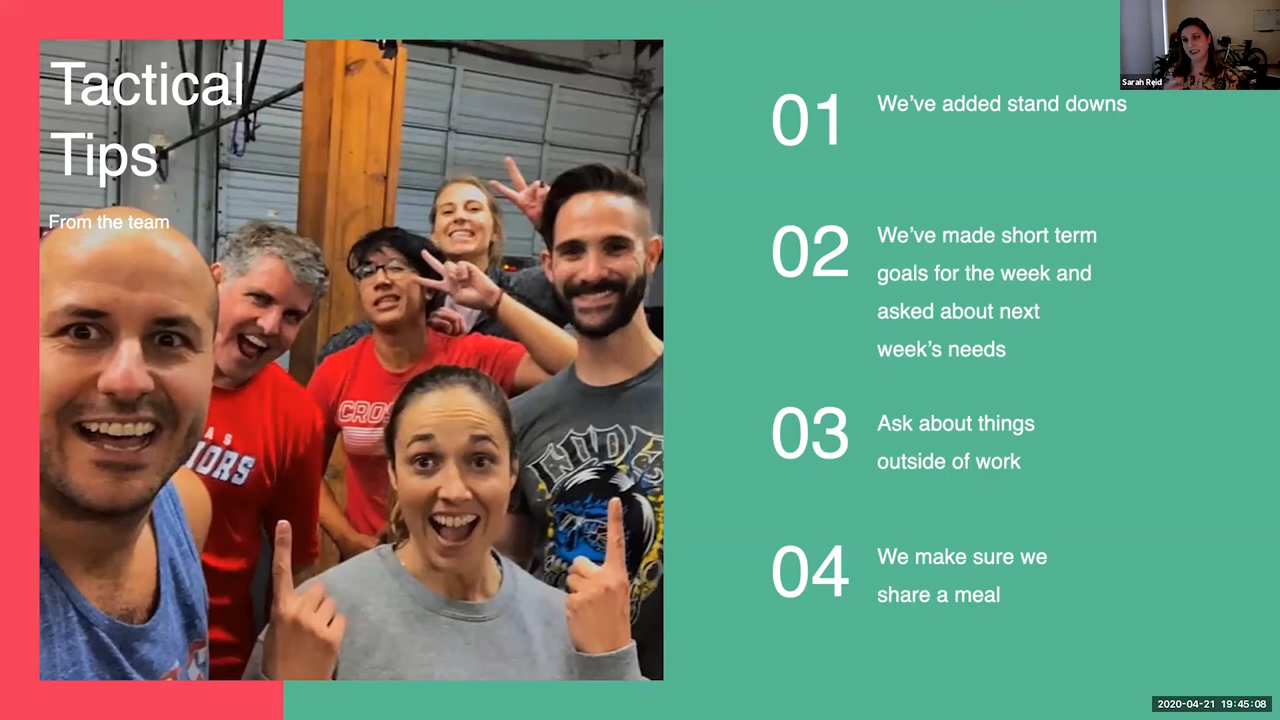 Tactical
Tips
From the team
CRO
A S
IORS
01
We’ve added stand downs
02
We’ve made short term
goals for the week and
asked about next
week’s needs
03
Ask about things
outside of work
04
We make sure we
share a meal
Sarah Reid
2020-04-21 19:45:08